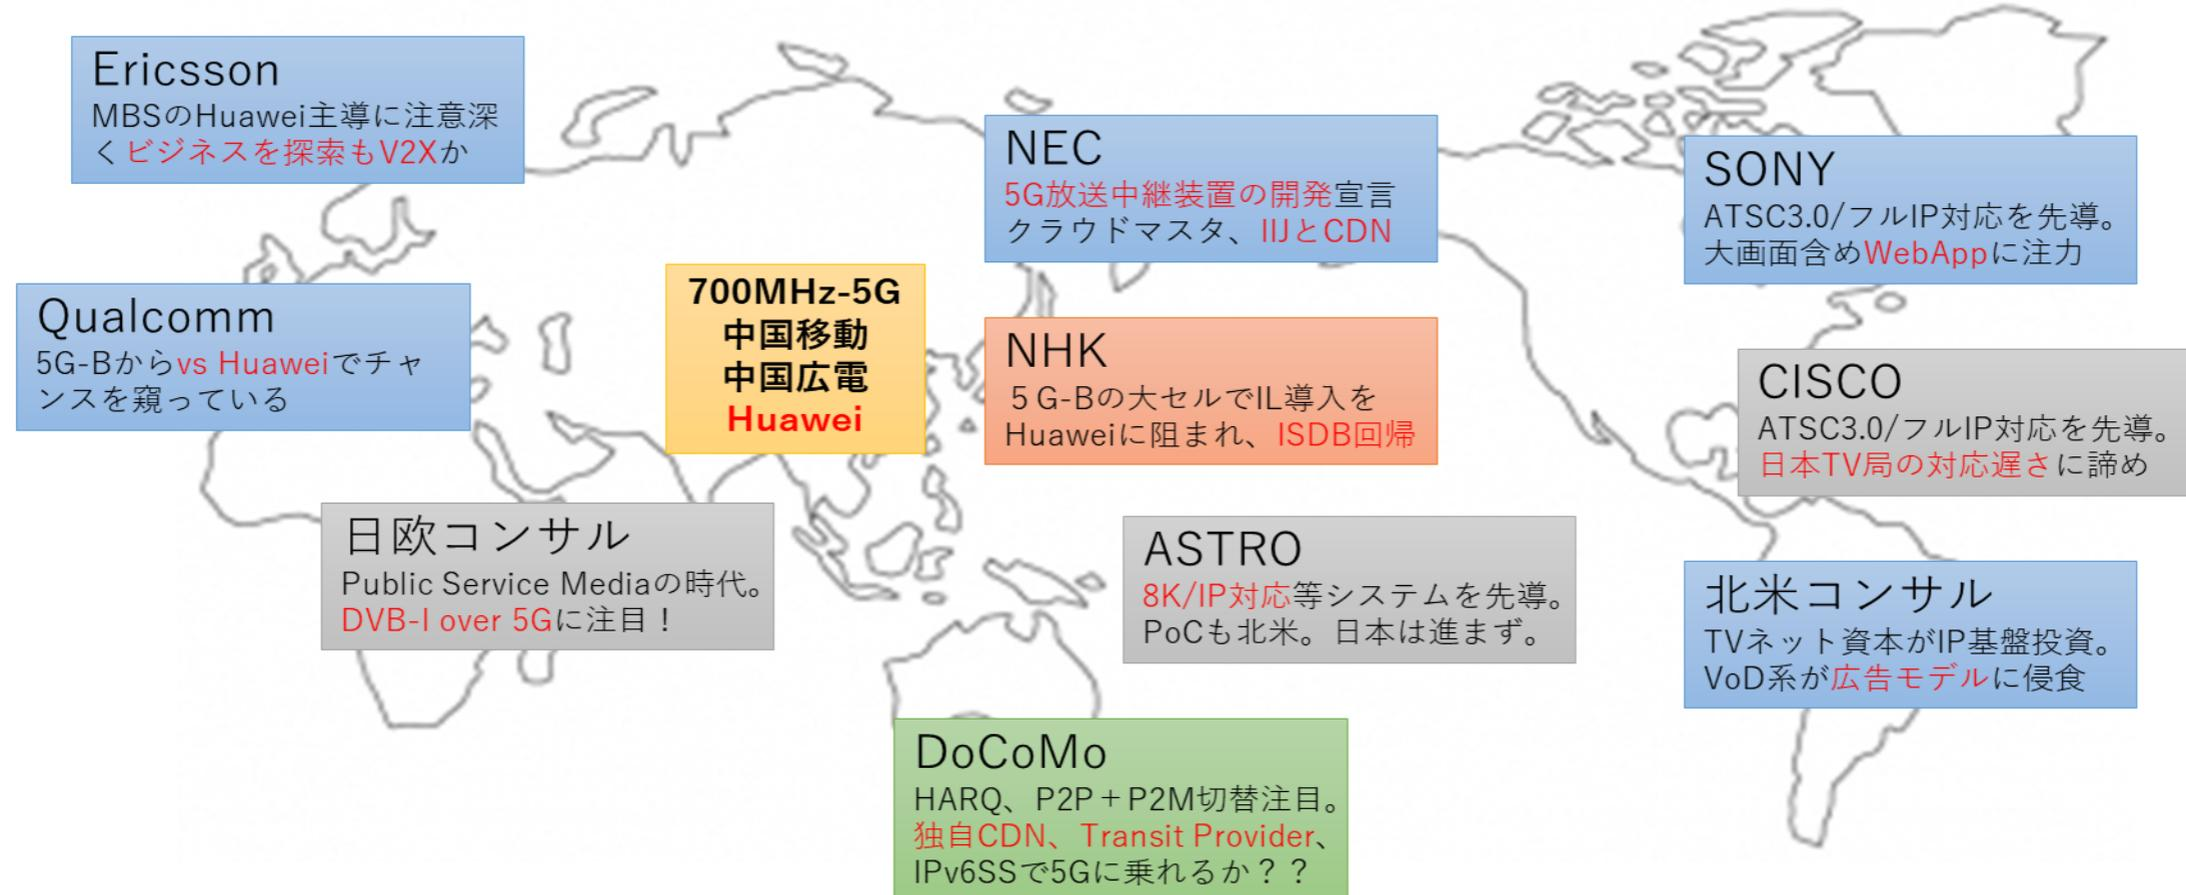 Ericsson
MBSのHuawei主導に注意深
くビジネスを探索もV2Xか
NEC
5G放送中継装置の開発宣言
クラウドマスタ、IIJとCDN
SONY
ATSC3.0/フルIP対応を先導。
大画面含めWebAppに注力
Qualcomm
5G-Bからvs Huaweiでチャ
ンスを窺っている
700MHz-5G
中国移動
中国広電
Huawei
NHK
５G-Bの大セルでIL導入を
Huaweiに阻まれ、ISDB回帰
CISCO
ATSC3.0/フルIP対応を先導。
日本TV局の対応遅さに諦め
日欧コンサル
Public Service Mediaの時代。
DVB-I over 5Gに注目！
ASTRO
8K/IP対応等システムを先導。
PoCも北米。日本は進まず。
北米コンサル
TVネット資本がIP基盤投資。
VoD系が広告モデルに侵食
DoCoMo
HARQ、P2P＋P2M切替注目。
独自CDN、Transit Provider、
IPv6SSで5Gに乗れるか？？